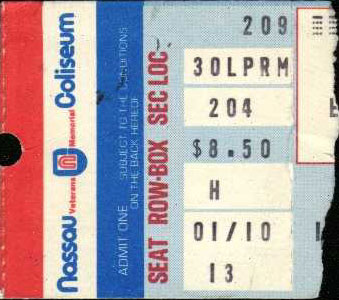 nassau Veterans Memorial Coliseum
ADMIT ONE SUBJECT TO THE CONDITIONS
ON THE BACK HEREOF
SEAT ROW-BOX SEC LOC
209
30LPRM
204
$8.50
H
01/10
13